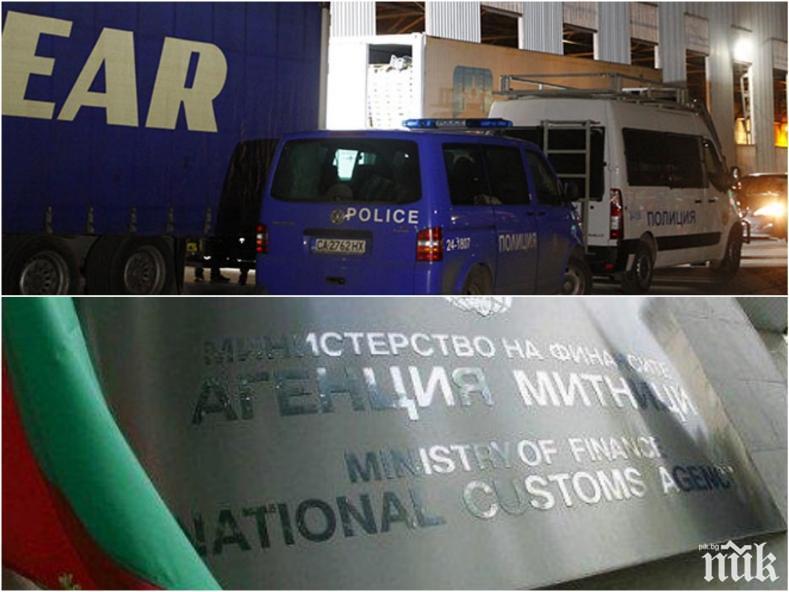 EAR
POLICE
CA 2762 HX
24-1807
ПОЛИЦИЯ
ПОЛИЦИЯ
МИНИСТЕРСТВО НА ФИНАНСИТЕ
АГЕНЦИЯ МИТНИЦИ
MINISTRY OF FINANCE
NATIONAL CUSTOMS AGENCY
pik.bg
пик